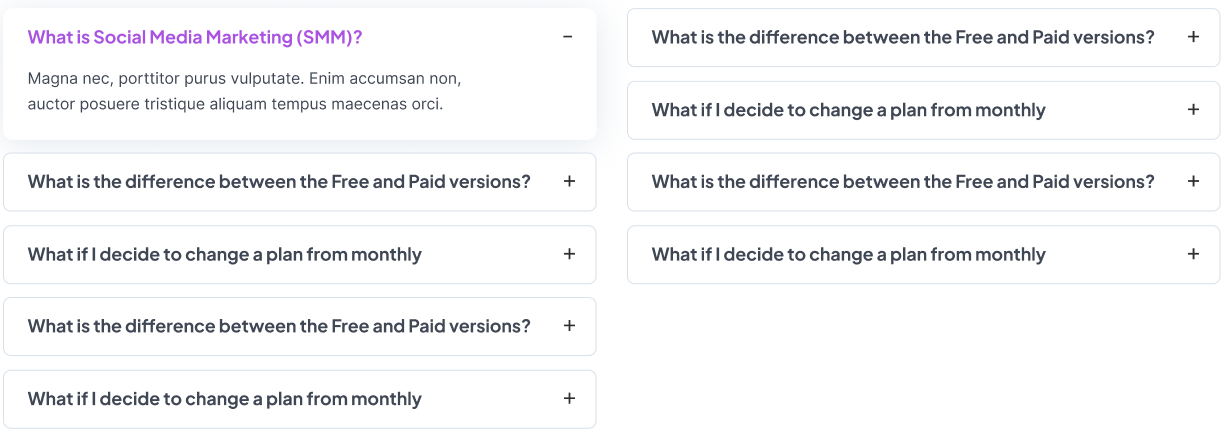 What is Social Media Marketing (SMM)? −
Magna nec, porttitor purus vulputate. Enim accumsan non,
auctor posuere tristique aliquam tempus maecenas orci.
What is the difference between the Free and Paid versions? +
What if I decide to change a plan from monthly +
What is the difference between the Free and Paid versions? +
What if I decide to change a plan from monthly +
What is the difference between the Free and Paid versions? +
What if I decide to change a plan from monthly +
What is the difference between the Free and Paid versions? +
What if I decide to change a plan from monthly +